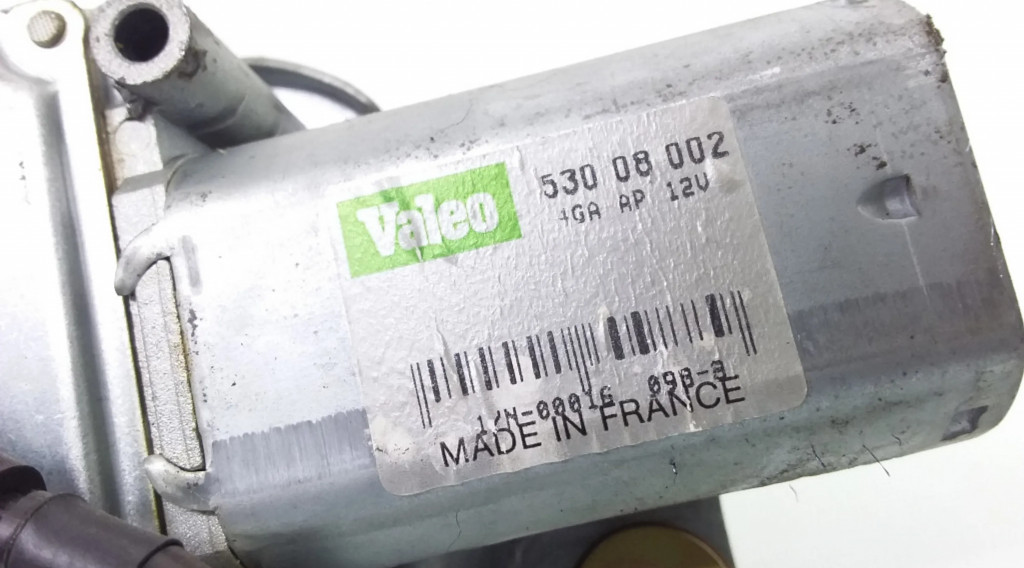 Valeo
530 08 002
4GA AP 12V
MADE IN FRANCE